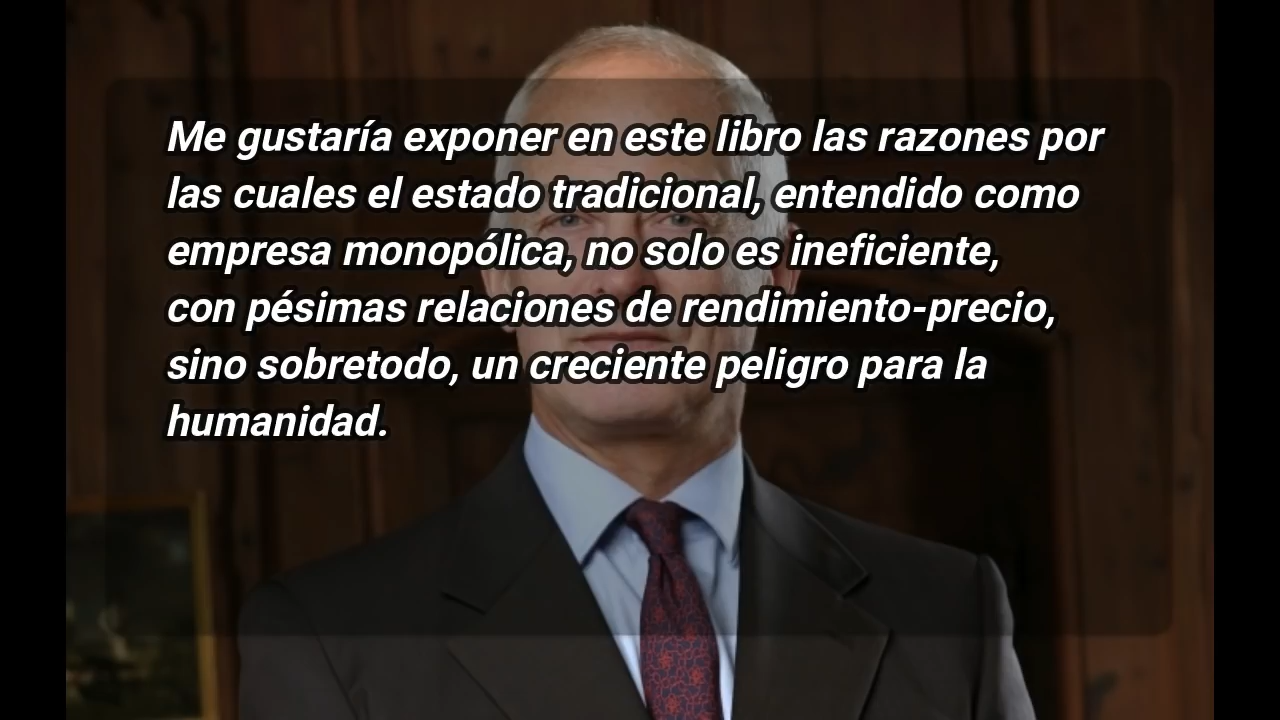 Me gustaría exponer en este libro las razones por
las cuales el estado tradicional, entendido como
empresa monopólica, no solo es ineficiente,
con pésimas relaciones de rendimiento-precio,
sino sobretodo, un creciente peligro para la
humanidad.